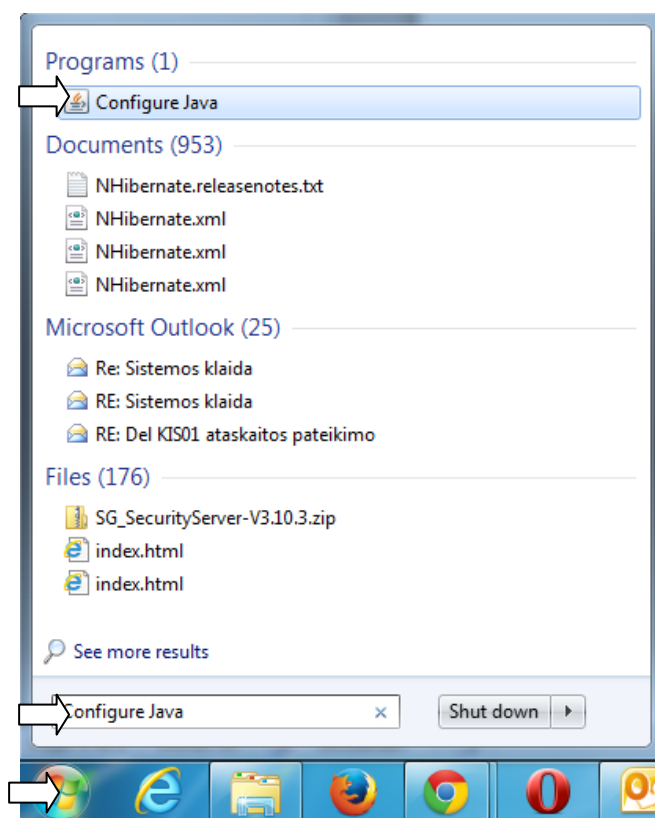 Programs (1)
Configure Java
Documents (953)
NHibernate.releasenotes.txt
NHibernate.xml
NHibernate.xml
NHibernate.xml
Microsoft Outlook (25)
Re: Sistemos klaida
RE: Sistemos klaida
RE: Del KIS01 ataskaitos pateikimo
Files (176)
SG_SecurityServer-V3.10.3.zip
index.html
index.html
See more results
Configure Java
Shut down